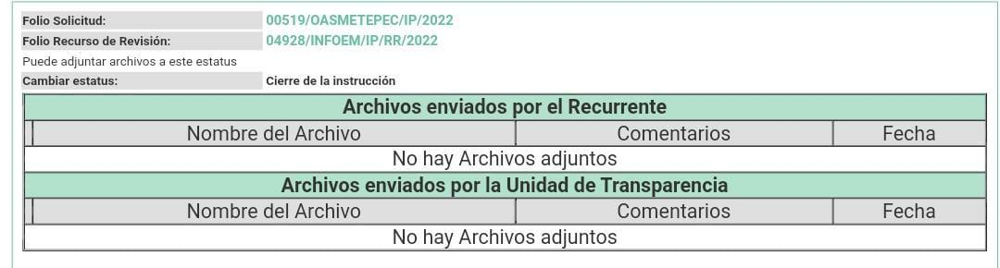 Folio Solicitud: 00519/OASMETEPEC/IP/2022
Folio Recurso de Revisión: 04928/INFOEM/IP/RR/2022
Puede adjuntar archivos a este estatus
Cambiar estatus: Cierre de la instrucción
Archivos enviados por el Recurrente
Nombre del Archivo Comentarios Fecha
No hay Archivos adjuntos
Archivos enviados por la Unidad de Transparencia
Nombre del Archivo Comentarios Fecha
No hay Archivos adjuntos